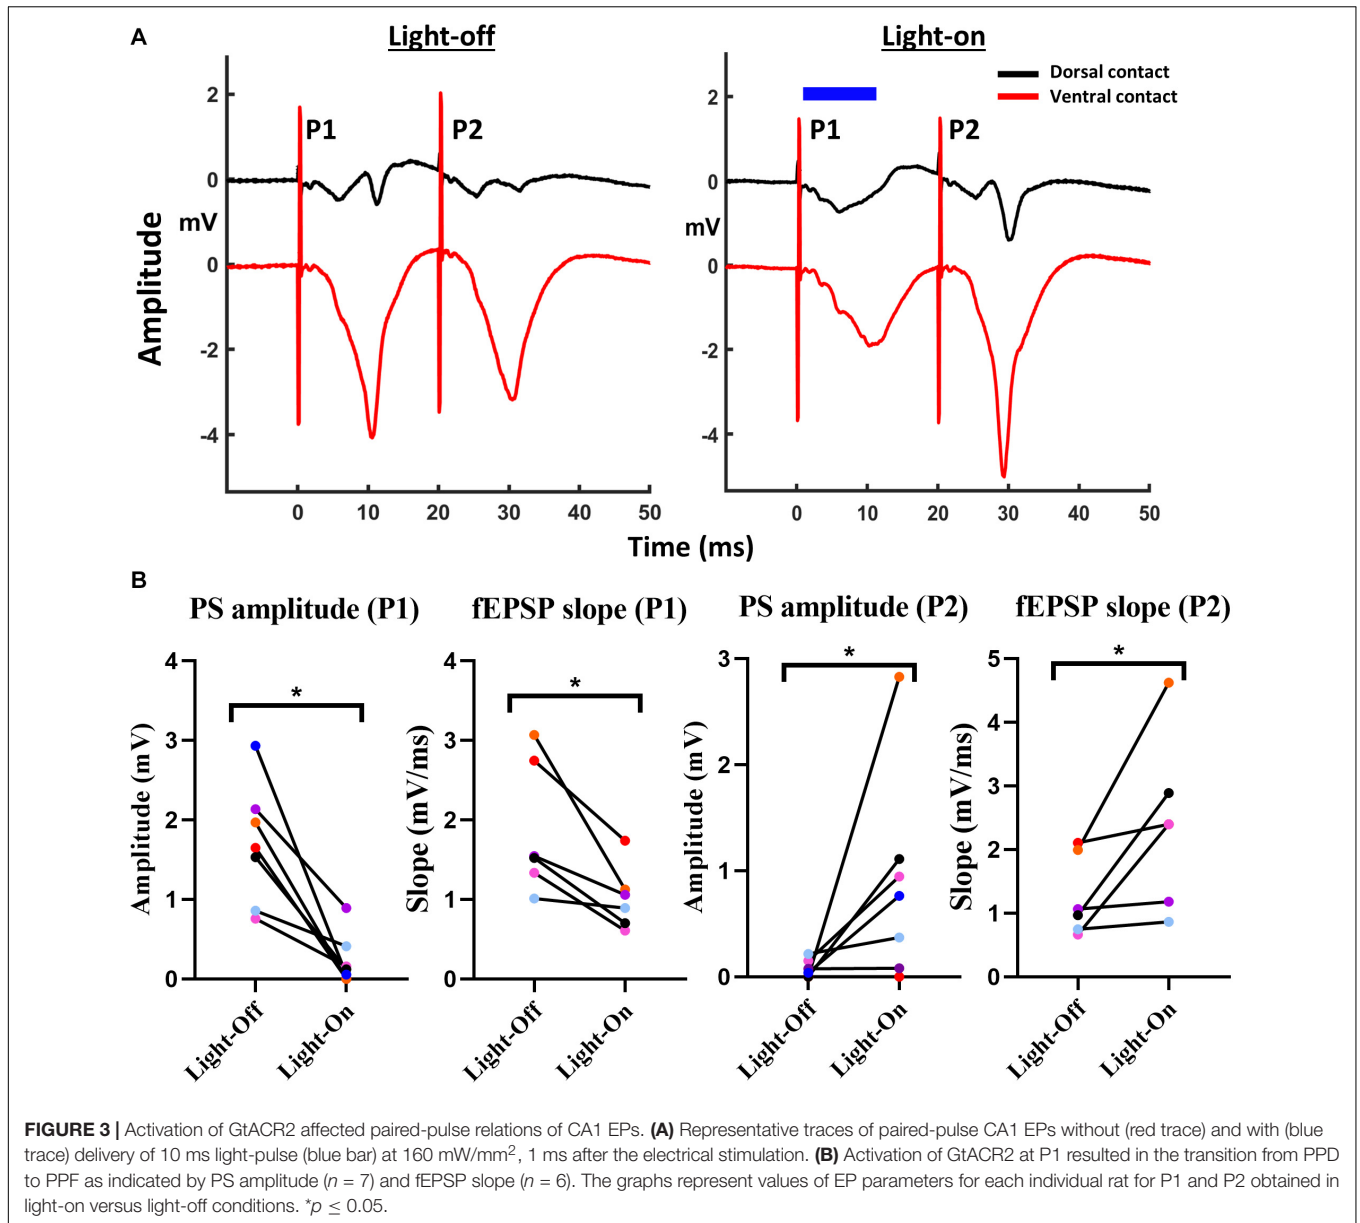 A
Light-off
Light-on
Dorsal contact
Ventral contact
P1
P2
P1
P2
2
0
mV
0
-2
-4
2
0
mV
0
-2
-4
Amplitude
0
10
20
30
40
50
0
10
20
30
40
50
Time (ms)
B
PS amplitude (P1)
fEPSP slope (P1)
PS amplitude (P2)
fEPSP slope (P2)
*
Amplitude (mV)
4
3
2
1
0
Light-Off
Light-On
*
Slope (mV/ms)
4
3
2
1
0
Light-Off
Light-On
*
Amplitude (mV)
3
2
1
0
Light-Off
Light-On
*
Slope (mV/ms)
5
4
3
2
1
0
Light-Off
Light-On
FIGURE 3 | Activation of GtACR2 affected paired-pulse relations of CA1 EPs. (A) Representative traces of paired-pulse CA1 EPs without (red trace) and with (blue
trace) delivery of 10 ms light-pulse (blue bar) at 160 mW/mm², 1 ms after the electrical stimulation. (B) Activation of GtACR2 at P1 resulted in the transition from PPD
to PPF as indicated by PS amplitude (n = 7) and fEPSP slope (n = 6). The graphs represent values of EP parameters for each individual rat for P1 and P2 obtained in
light-on versus light-off conditions. *p ≤ 0.05.